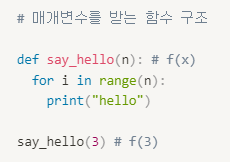 # 매개변수를 받는 함수 구조
def say_hello(n): # f(x)
  for i in range(n):
    print("hello")
say_hello(3) # f(3)